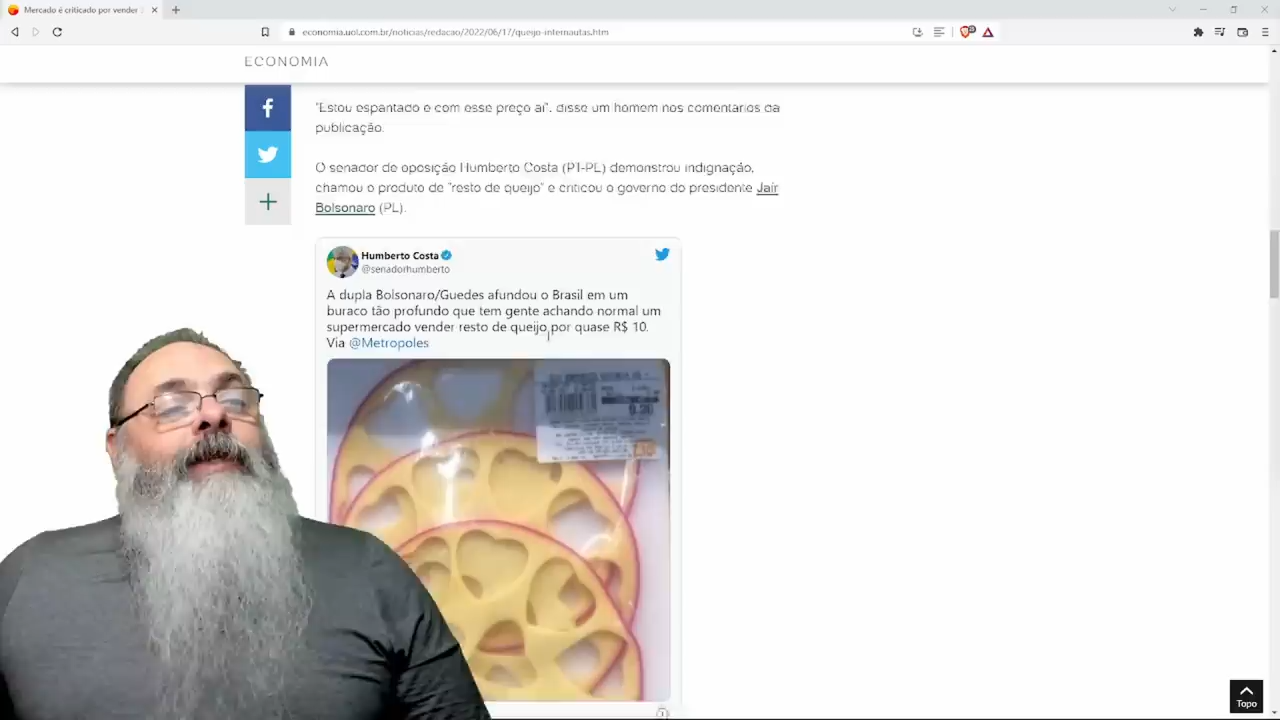 Mercado é criticado por vender
economia.uol.com.br/noticias/redacao/2022/06/17/queijo-internautas.htm
ECONOMIA
"Estou espantado e com esse preço aí", disse um homem nos comentários da
publicação.
O senador de oposição Humberto Costa (PT-PE) demonstrou indignação,
chamou o produto de "resto de queijo" e criticou o governo do presidente Jair
Bolsonaro (PL).
Humberto Costa
@senadorhumberto
A dupla Bolsonaro/Guedes afundou o Brasil em um
buraco tão profundo que tem gente achando normal um
supermercado vender resto de queijo por quase R$ 10.
Via @Metropoles
Topo